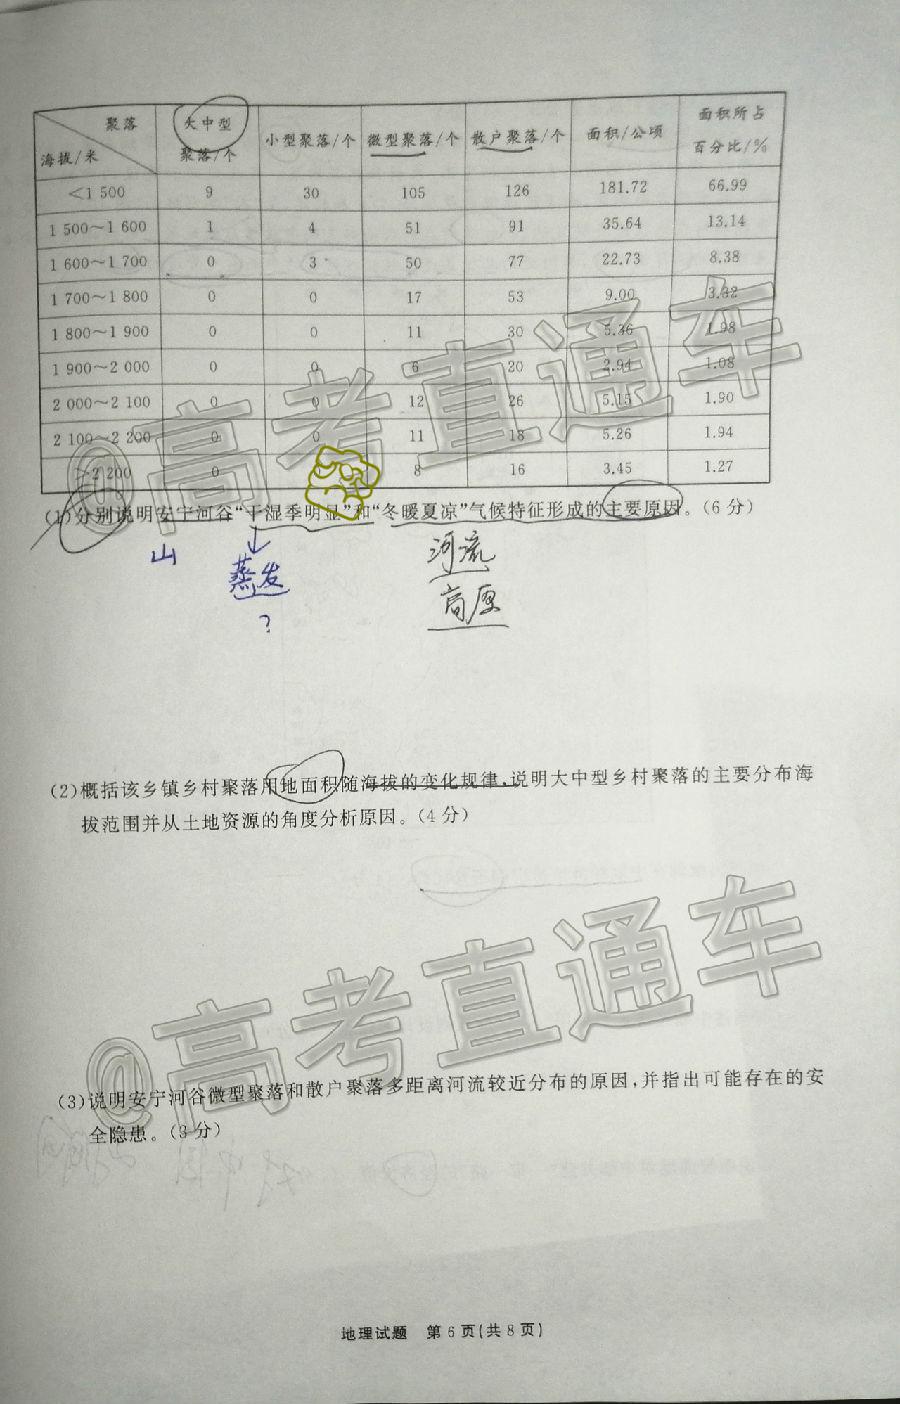 聚落 大中型 聚落/个 小型聚落/个 微型聚落/个 散户聚落/个 面积/公顷 面积所占百分比/%
海拔/米
<1 500 9 30 105 126 181.72 66.99
1 500～1 600 1 4 51 91 35.64 13.14
1 600～1 700 0 3 50 77 22.73 8.38
1 700～1 800 0 0 17 53 9.00 3.32
1 800～1 900 0 0 11 30 5.36 1.98
1 900～2 000 0 0 6 20 2.94 1.08
2 000～2 100 0 0 12 26 5.15 1.90
2 100～2 200 0 0 11 18 5.26 1.94
>2 200 0 8 16 3.45 1.27
(1)分别说明安宁河谷“干湿季明显”和“冬暖夏凉”气候特征形成的主要原因。(6分)
山 蒸发 ?
河流
高原
(2)概括该乡镇乡村聚落用地面积随海拔的变化规律,说明大中型乡村聚落的主要分布海
拔范围并从土地资源的角度分析原因。(4分)
(3)说明安宁河谷微型聚落和散户聚落多距离河流较近分布的原因,并指出可能存在的安
全隐患。(8分)
地理试题 第6页(共8页)
@高考直通车
@高考直通车